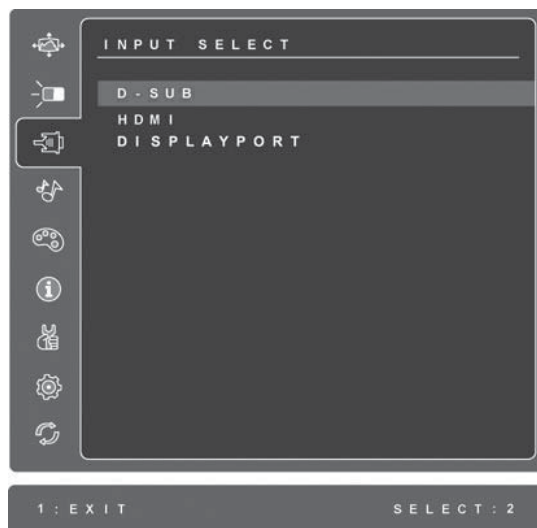 INPUT SELECT
D-SUB
HDMI
DISPLAYPORT
1:EXIT SELECT:2